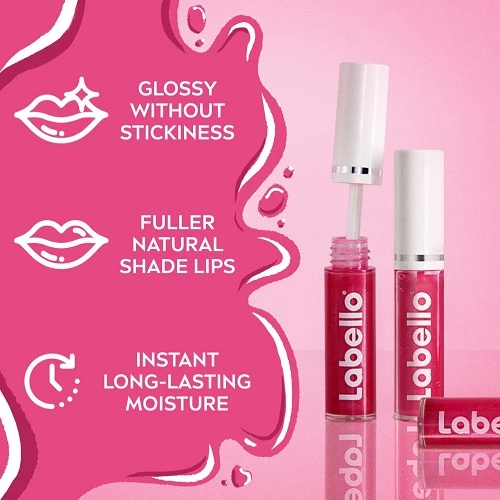 GLOSSY
WITHOUT
STICKINESS
FULLER
NATURAL
SHADE LIPS
INSTANT
LONG-LASTING
MOISTURE
Labello
Labello
Labello